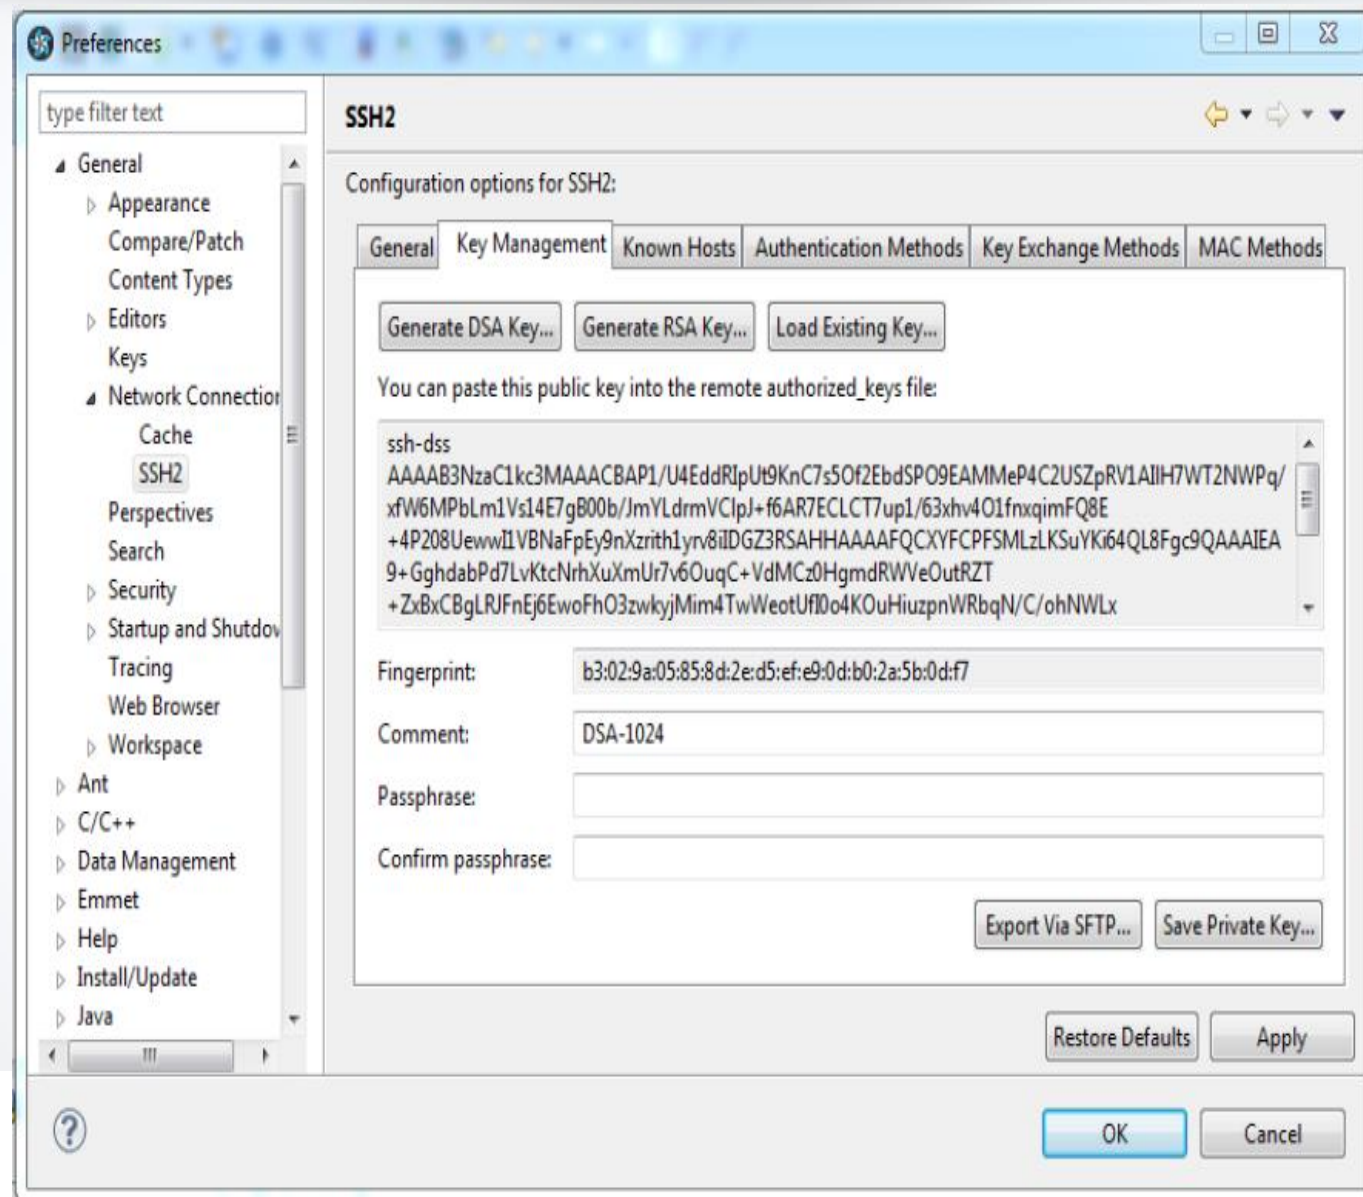 Preferences
type filter text
General
Appearance
Compare/Patch
Content Types
Editors
Keys
Network Connection
Cache
SSH2
Perspectives
Search
Security
Startup and Shutdow
Tracing
Web Browser
Workspace
Ant
C/C++
Data Management
Emmet
Help
Install/Update
Java
SSH2
Configuration options for SSH2:
General Key Management Known Hosts Authentication Methods Key Exchange Methods MAC Methods
Generate DSA Key... Generate RSA Key... Load Existing Key...
You can paste this public key into the remote authorized_keys file:
ssh-dss
AAAAB3NzaC1kc3MAAACBAP1/U4EddRIpUt9KnC7s5Of2EbdSPO9EAMMeP4C2USZpRV1AIlH7WT2NWPq/
xfW6MPbLm1Vs14E7gB00b/JmYLdrmVClpJ+f6AR7ECLCT7up1/63xhv4O1fnxqimFQ8E
+4P208UewwI1VBNaFpEy9nXzrith1yrv8iIDGZ3RSAHHAAAAFQCXYFCPFSMLzLKSuYKi64QL8Fgc9QAAAIEA
9+GghdabPd7LvKtcNrhXuXmUr7v6OuqC+VdMCz0HgmdRWVeOutRZT
+ZxBxCBgLRJFnEj6EwoFhO3zwkyjMim4TwWeotUfI0o4KOuHiuzpnWRbqN/C/ohNWLx
Fingerprint: b3:02:9a:05:85:8d:2e:d5:ef:e9:0d:b0:2a:5b:0d:f7
Comment: DSA-1024
Passphrase:
Confirm passphrase:
Export Via SFTP... Save Private Key...
Restore Defaults Apply
OK Cancel